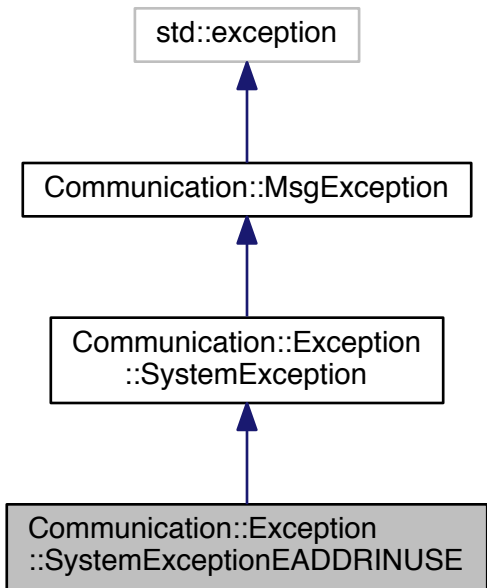 std::exception
Communication::MsgException
Communication::Exception
::SystemException
Communication::Exception
::SystemExceptionEADDRINUSE